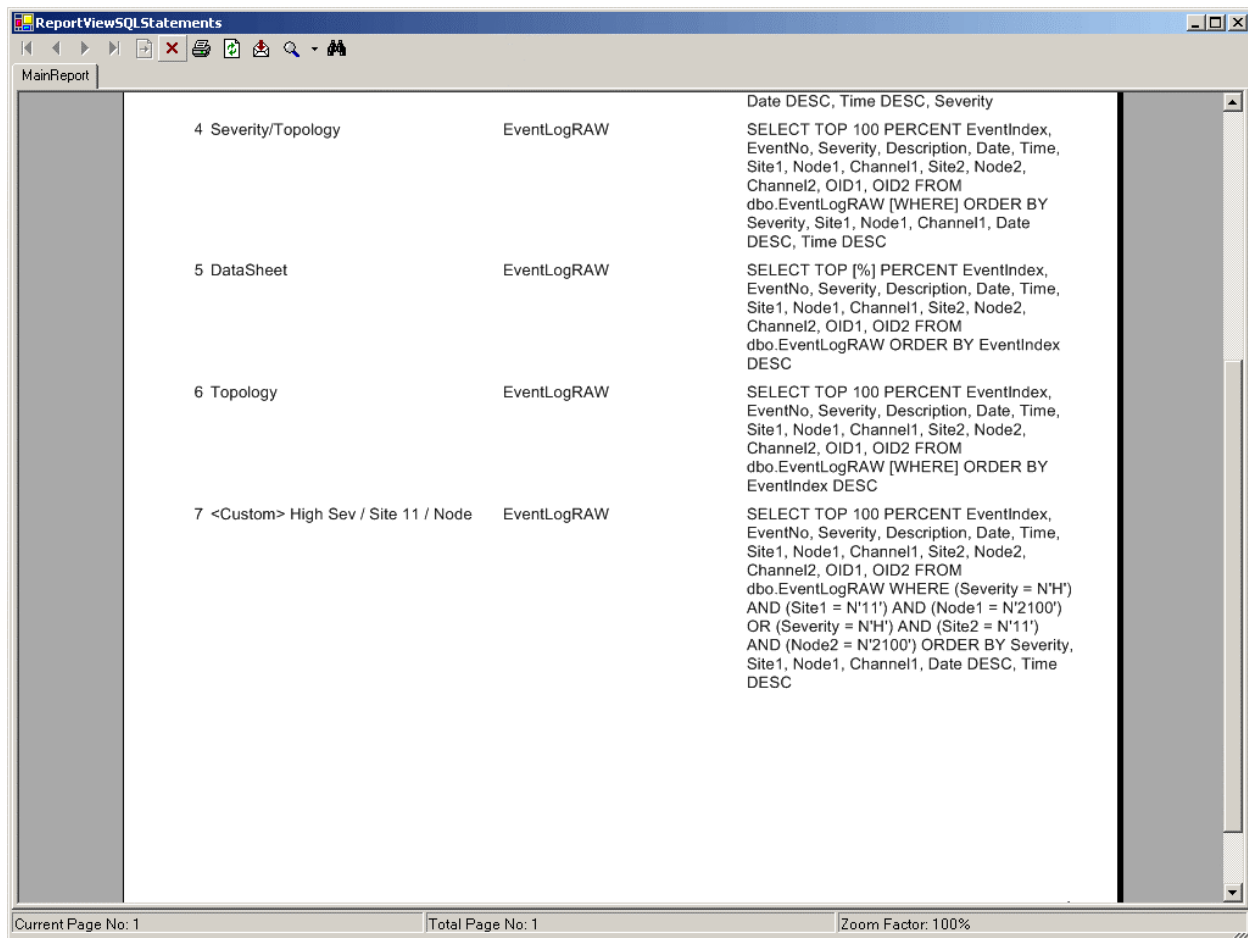 ReportViewSQLStatements
MainReport
Date DESC, Time DESC, Severity
4 Severity/Topology EventLogRAW SELECT TOP 100 PERCENT EventIndex,
EventNo, Severity, Description, Date, Time,
Site1, Node1, Channel1, Site2, Node2,
Channel2, OID1, OID2 FROM
dbo.EventLogRAW [WHERE] ORDER BY
Severity, Site1, Node1, Channel1, Date
DESC, Time DESC
5 DataSheet EventLogRAW SELECT TOP [%] PERCENT EventIndex,
EventNo, Severity, Description, Date, Time,
Site1, Node1, Channel1, Site2, Node2,
Channel2, OID1, OID2 FROM
dbo.EventLogRAW ORDER BY EventIndex
DESC
6 Topology EventLogRAW SELECT TOP 100 PERCENT EventIndex,
EventNo, Severity, Description, Date, Time,
Site1, Node1, Channel1, Site2, Node2,
Channel2, OID1, OID2 FROM
dbo.EventLogRAW [WHERE] ORDER BY
EventIndex DESC
7 <Custom> High Sev / Site 11 / Node EventLogRAW SELECT TOP 100 PERCENT EventIndex,
EventNo, Severity, Description, Date, Time,
Site1, Node1, Channel1, Site2, Node2,
Channel2, OID1, OID2 FROM
dbo.EventLogRAW WHERE (Severity = N'H')
AND (Site1 = N'11') AND (Node1 = N'2100')
OR (Severity = N'H') AND (Site2 = N'11')
AND (Node2 = N'2100') ORDER BY Severity,
Site1, Node1, Channel1, Date DESC, Time
DESC
Current Page No: 1 Total Page No: 1 Zoom Factor: 100%